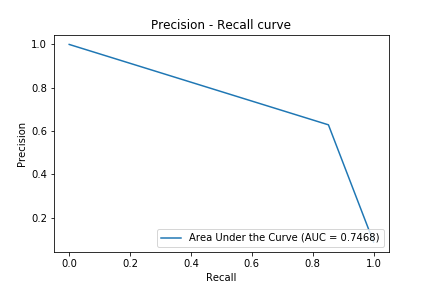 Precision - Recall curve
1.0
0.8
0.6
0.4
0.2
Precision
Area Under the Curve (AUC = 0.7468)
0.0 0.2 0.4 0.6 0.8 1.0
Recall